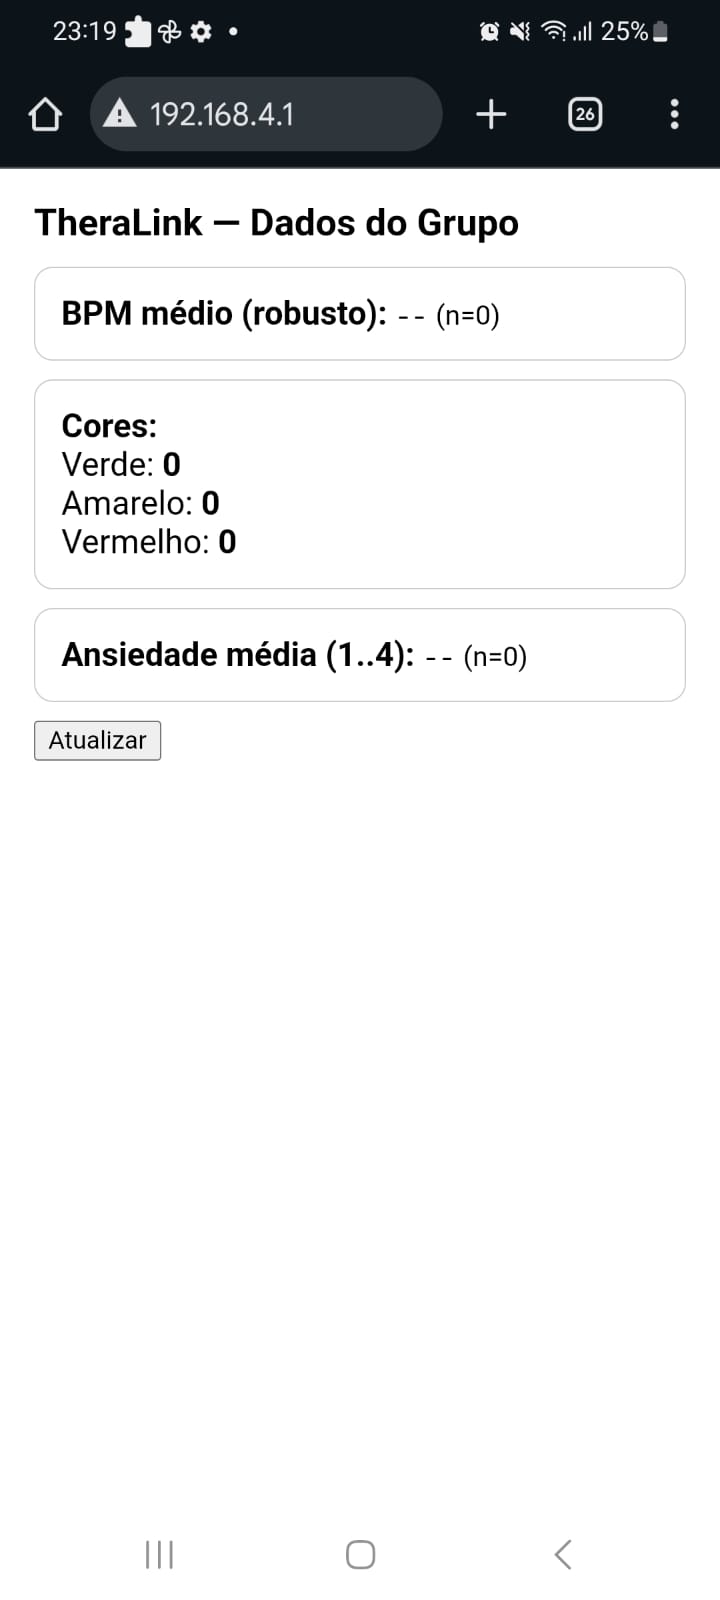 23:19
25%
192.168.4.1
26
TheraLink — Dados do Grupo
BPM médio (robusto): -- (n=0)
Cores:
Verde: 0
Amarelo: 0
Vermelho: 0
Ansiedade média (1..4): -- (n=0)
Atualizar